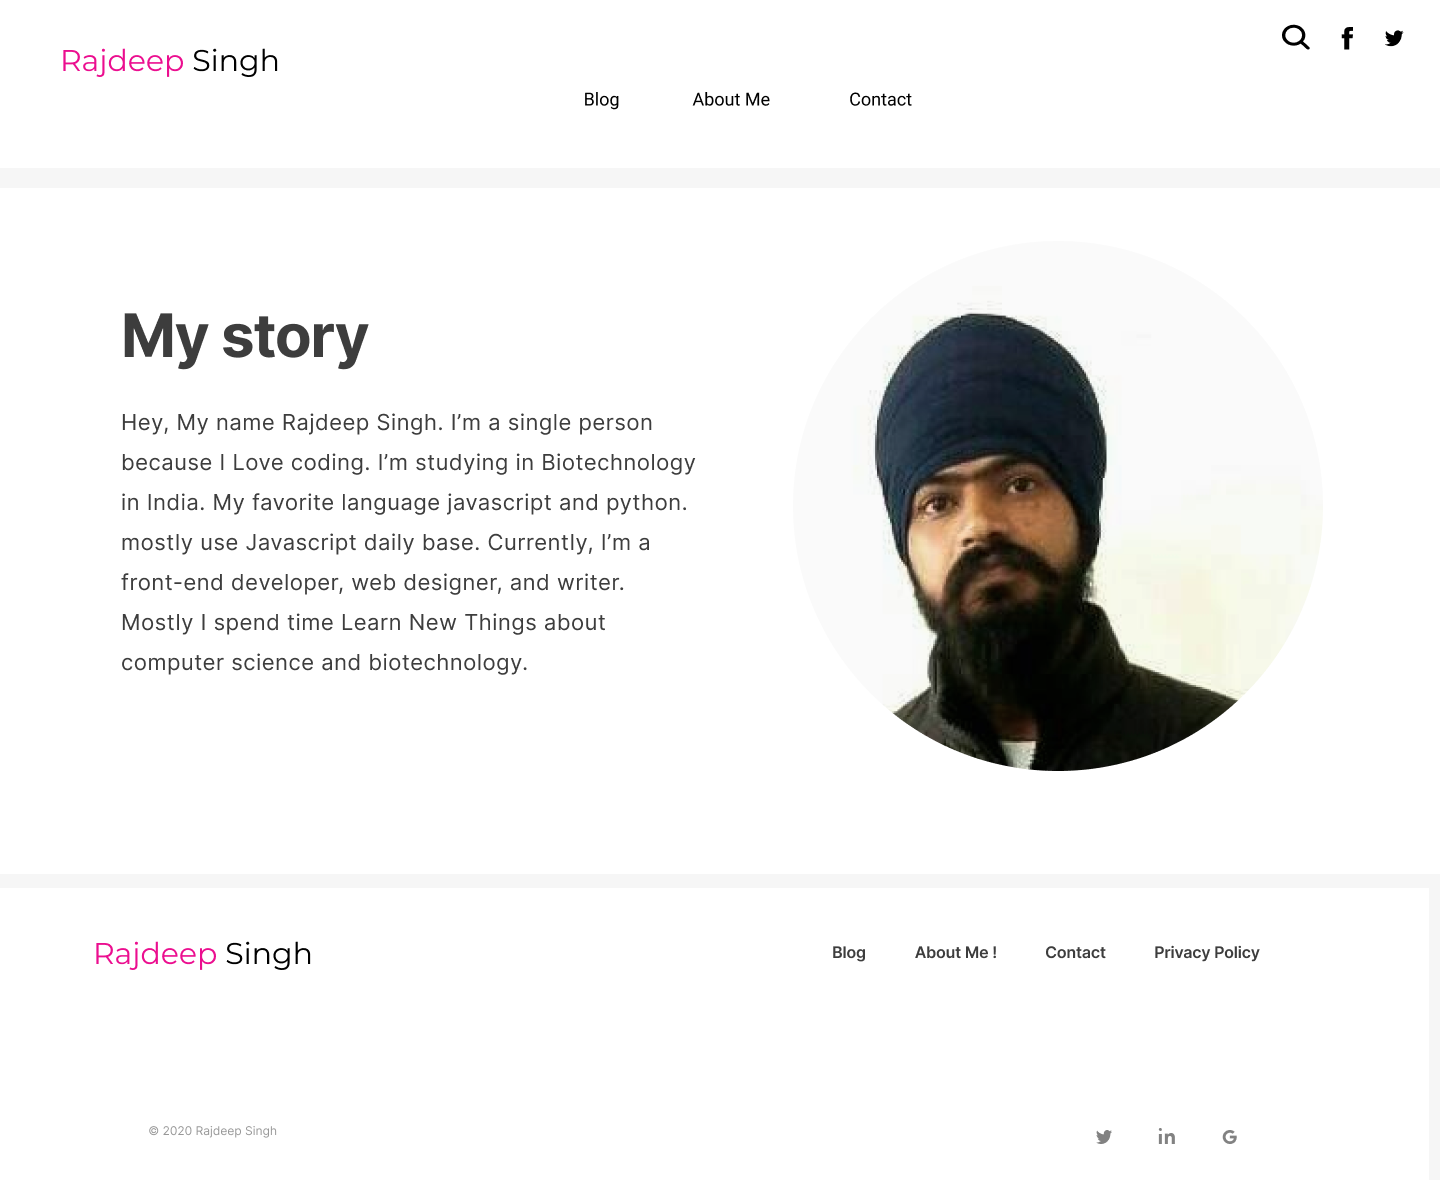 Rajdeep Singh
Blog About Me Contact
My story
Hey, My name Rajdeep Singh. I’m a single person
because I Love coding. I’m studying in Biotechnology
in India. My favorite language javascript and python.
mostly use Javascript daily base. Currently, I’m a
front-end developer, web designer, and writer.
Mostly I spend time Learn New Things about
computer science and biotechnology.
Rajdeep Singh
Blog About Me ! Contact Privacy Policy
© 2020 Rajdeep Singh